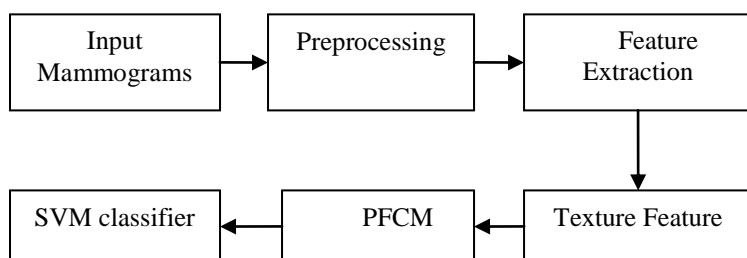 Input
Mammograms
Preprocessing
Feature
Extraction
Texture Feature
PFCM
SVM classifier